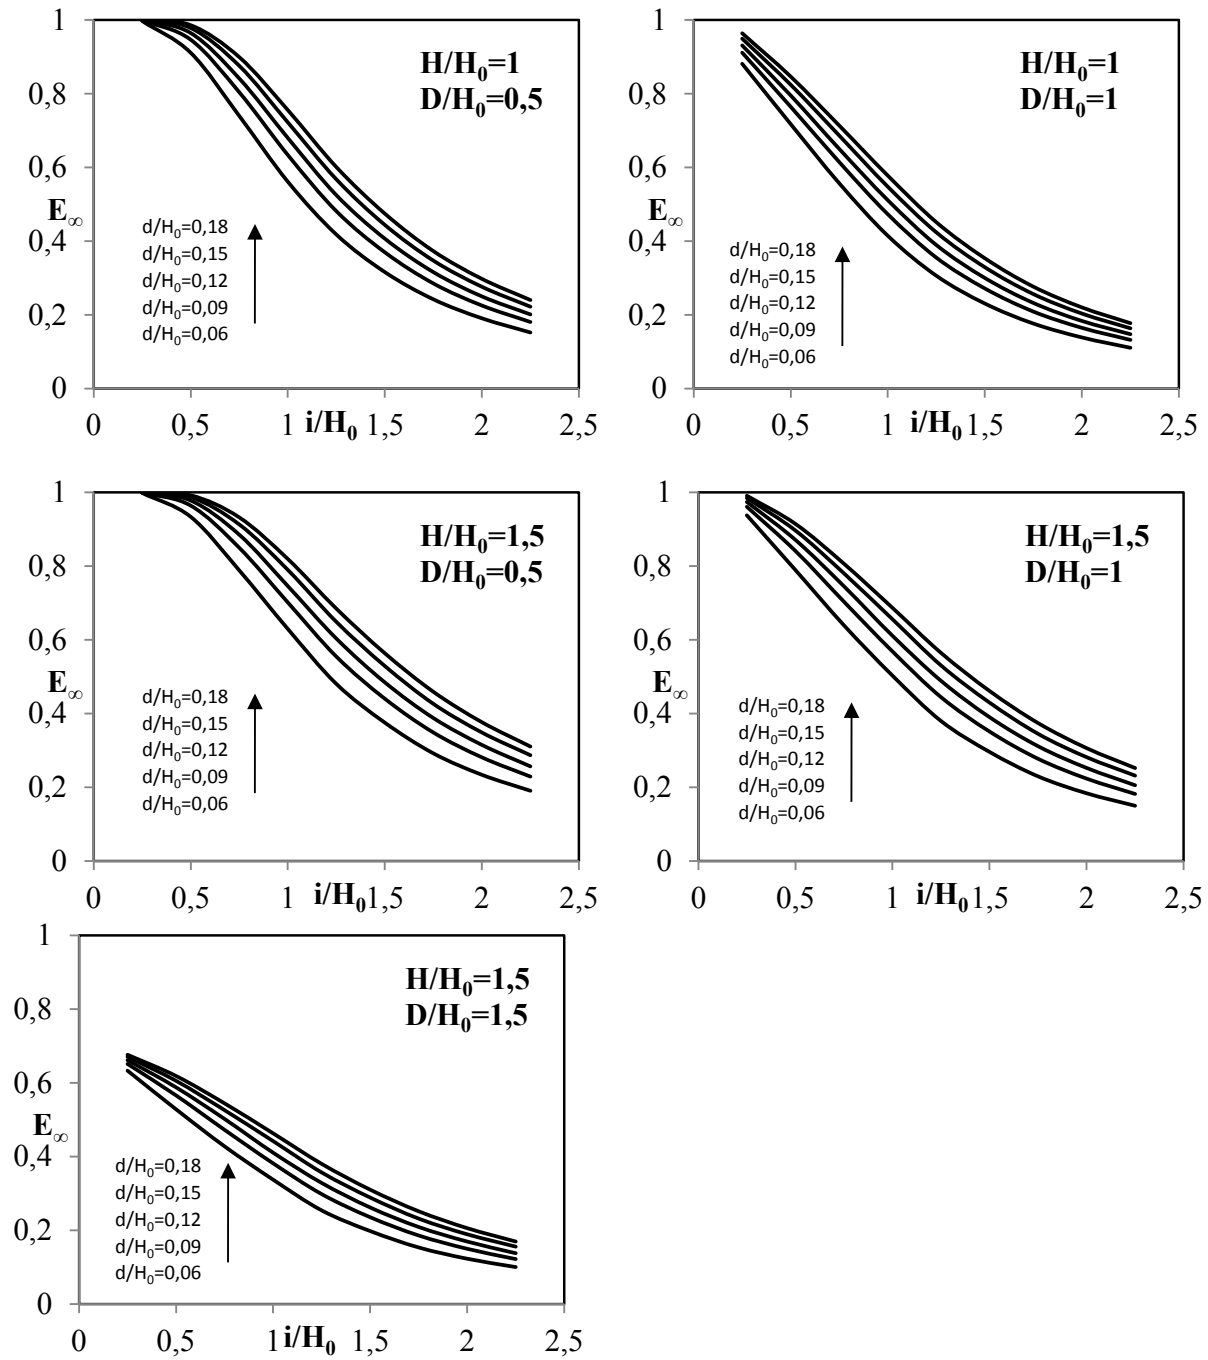 1
0,8
0,6
E∞
0,4
0,2
0
H/H₀=1
D/H₀=0,5
d/H₀=0,18
d/H₀=0,15
d/H₀=0,12
d/H₀=0,09
d/H₀=0,06
0 0,5 1 i/H₀ 1,5 2 2,5
1
0,8
0,6
E∞
0,4
0,2
0
H/H₀=1
D/H₀=1
d/H₀=0,18
d/H₀=0,15
d/H₀=0,12
d/H₀=0,09
d/H₀=0,06
0 0,5 1 i/H₀ 1,5 2 2,5
1
0,8
0,6
E∞
0,4
0,2
0
H/H₀=1,5
D/H₀=0,5
d/H₀=0,18
d/H₀=0,15
d/H₀=0,12
d/H₀=0,09
d/H₀=0,06
0 0,5 1 i/H₀ 1,5 2 2,5
1
0,8
0,6
E∞
0,4
0,2
0
H/H₀=1,5
D/H₀=1
d/H₀=0,18
d/H₀=0,15
d/H₀=0,12
d/H₀=0,09
d/H₀=0,06
0 0,5 1 i/H₀ 1,5 2 2,5
1
0,8
0,6
E∞
0,4
0,2
0
H/H₀=1,5
D/H₀=1,5
d/H₀=0,18
d/H₀=0,15
d/H₀=0,12
d/H₀=0,09
d/H₀=0,06
0 0,5 1 i/H₀ 1,5 2 2,5